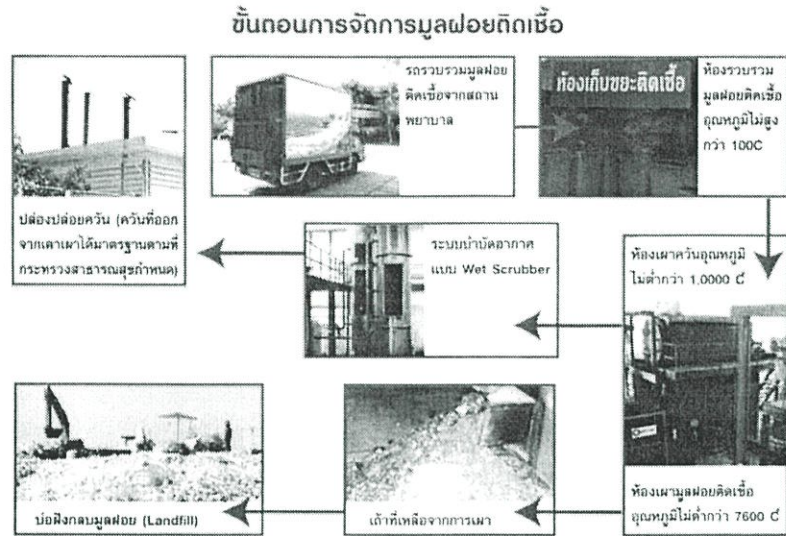 ขั้นตอนการจัดการมูลฝอยติดเชื้อ
รถรวบรวมมูลฝอย
ติดเชื้อจากสถาน
พยาบาล
ห้องเก็บขยะติดเชื้อ
ห้องรวบรวม
มูลฝอยติดเชื้อ
อุณหภูมิไม่สูง
กว่า 100C
ปล่องปล่อยควัน (ควันที่ออก
จากเตาเผาได้มาตรฐานตามที่
กระทรวงสาธารณสุขกำหนด)
ระบบบำบัดอากาศ
แบบ Wet Scrubber
ห้องเผาควันอุณหภูมิ
ไม่ต่ำกว่า 1,0000 ํC
ห้องเผามูลฝอยติดเชื้อ
อุณหภูมิไม่ต่ำกว่า 7600 ํC
เถ้าที่เหลือจากการเผา
บ่อฝังกลบมูลฝอย (Landfill)